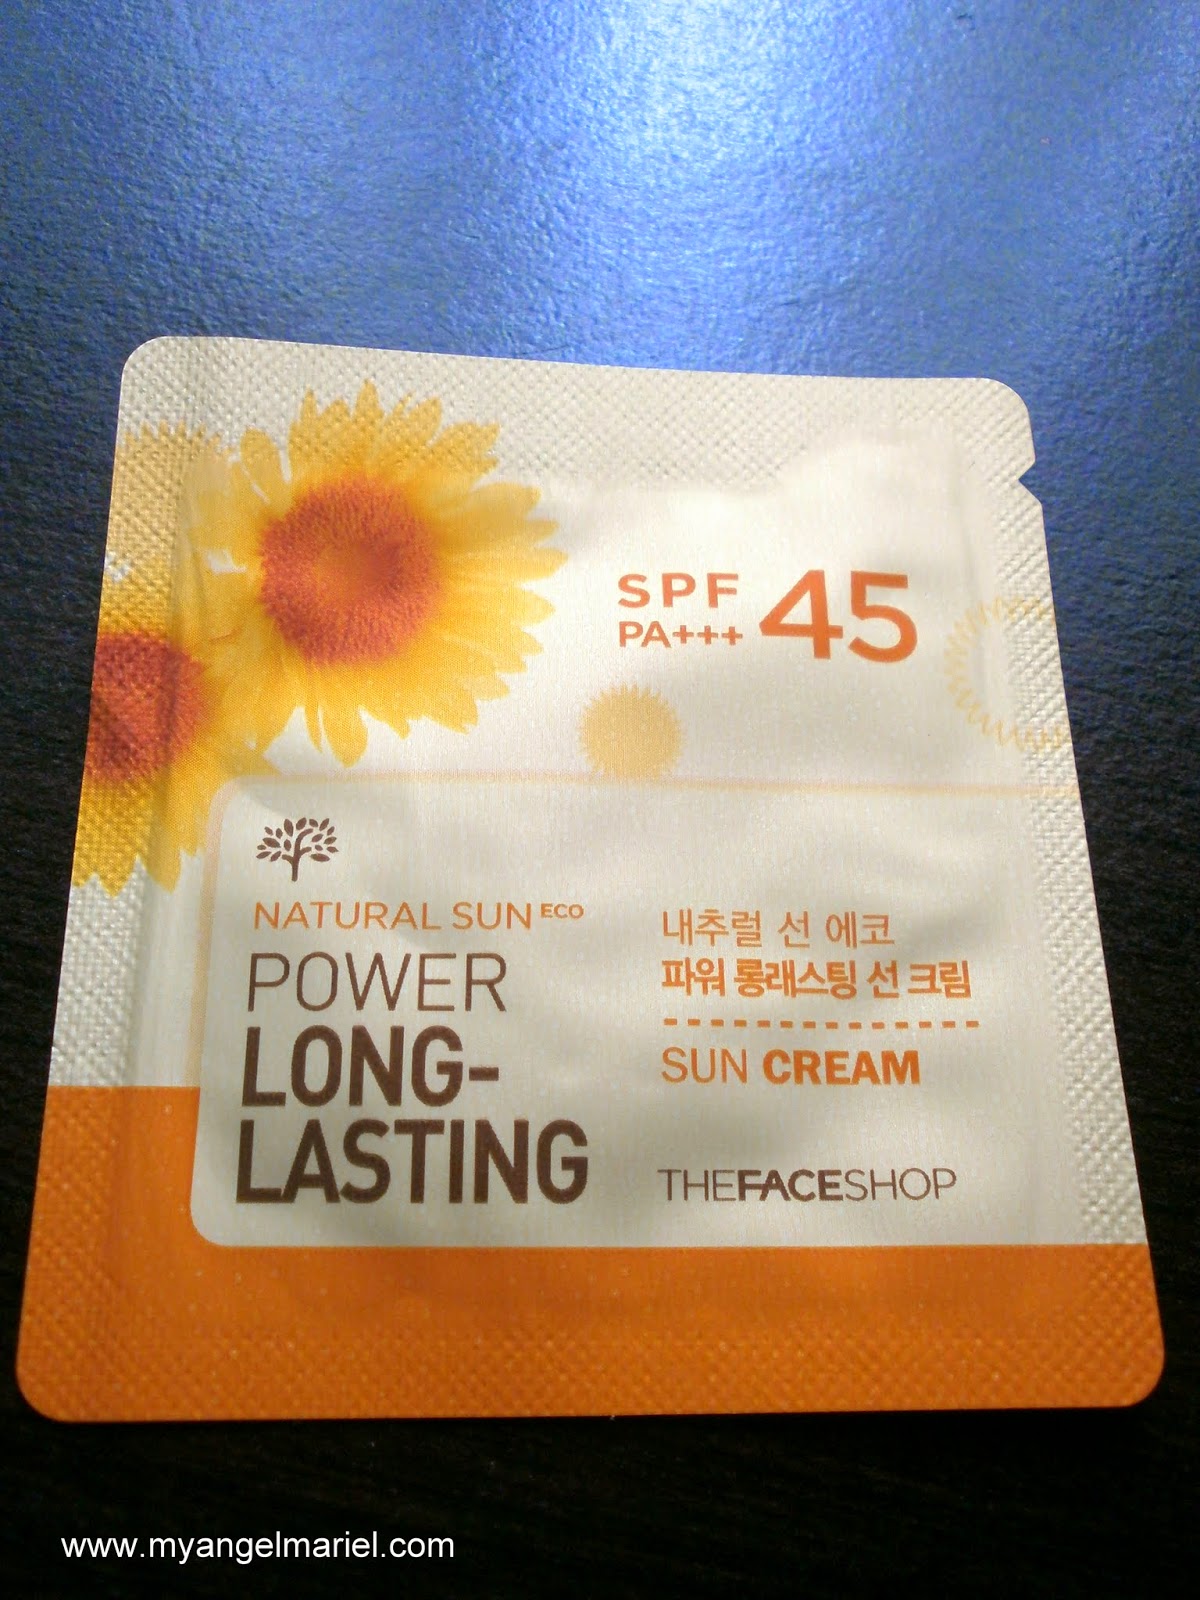 SPF 45
PA+++
NATURAL SUN ECO
POWER
LONG-
LASTING
내추럴 선 에코
파워 롱래스팅 선 크림
SUN CREAM
THEFACESHOP
www.myangelmariel.com